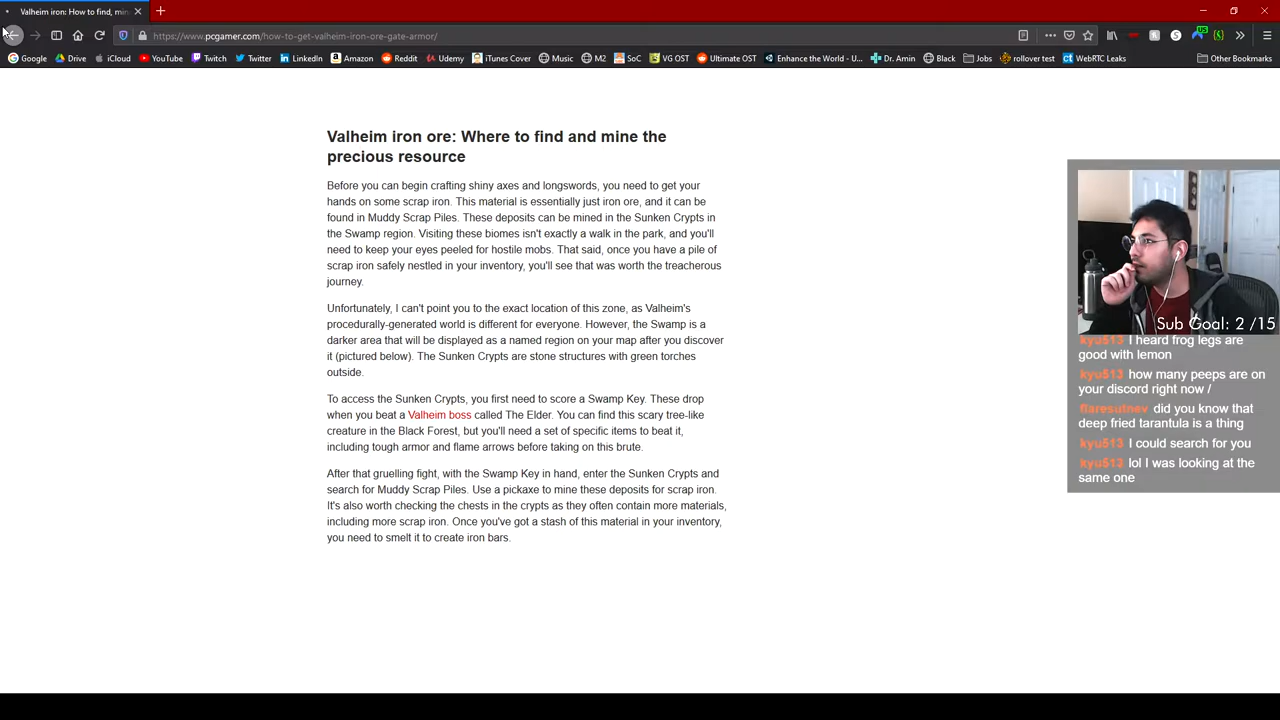 Valheim iron: How to find, min
https://www.pcgamer.com/how-to-get-valheim-iron-ore-gate-armor/
Google Drive iCloud YouTube Twitch Twitter LinkedIn Amazon Reddit Udemy iTunes Cover Music M2 SoC VG OST Ultimate OST Enhance the World - U... Dr. Amin Black Jobs rollover test WebRTC Leaks Other Bookmarks
Valheim iron ore: Where to find and mine the
precious resource
Before you can begin crafting shiny axes and longswords, you need to get your
hands on some scrap iron. This material is essentially just iron ore, and it can be
found in Muddy Scrap Piles. These deposits can be mined in the Sunken Crypts in
the Swamp region. Visiting these biomes isn't exactly a walk in the park, and you'll
need to keep your eyes peeled for hostile mobs. That said, once you have a pile of
scrap iron safely nestled in your inventory, you'll see that was worth the treacherous
journey.
Unfortunately, I can't point you to the exact location of this zone, as Valheim's
procedurally-generated world is different for everyone. However, the Swamp is a
darker area that will be displayed as a named region on your map after you discover
it (pictured below). The Sunken Crypts are stone structures with green torches
outside.
To access the Sunken Crypts, you first need to score a Swamp Key. These drop
when you beat a Valheim boss called The Elder. You can find this scary tree-like
creature in the Black Forest, but you'll need a set of specific items to beat it,
including tough armor and flame arrows before taking on this brute.
After that gruelling fight, with the Swamp Key in hand, enter the Sunken Crypts and
search for Muddy Scrap Piles. Use a pickaxe to mine these deposits for scrap iron.
It's also worth checking the chests in the crypts as they often contain more materials,
including more scrap iron. Once you've got a stash of this material in your inventory,
you need to smelt it to create iron bars.
Sub Goal: 2 /15
kyu513 I heard frog legs are
good with lemon
kyu513 how many peeps are on
your discord right now /
flaresulnev did you know that
deep fried tarantula is a thing
kyu513 I could search for you
kyu513 lol I was looking at the
same one